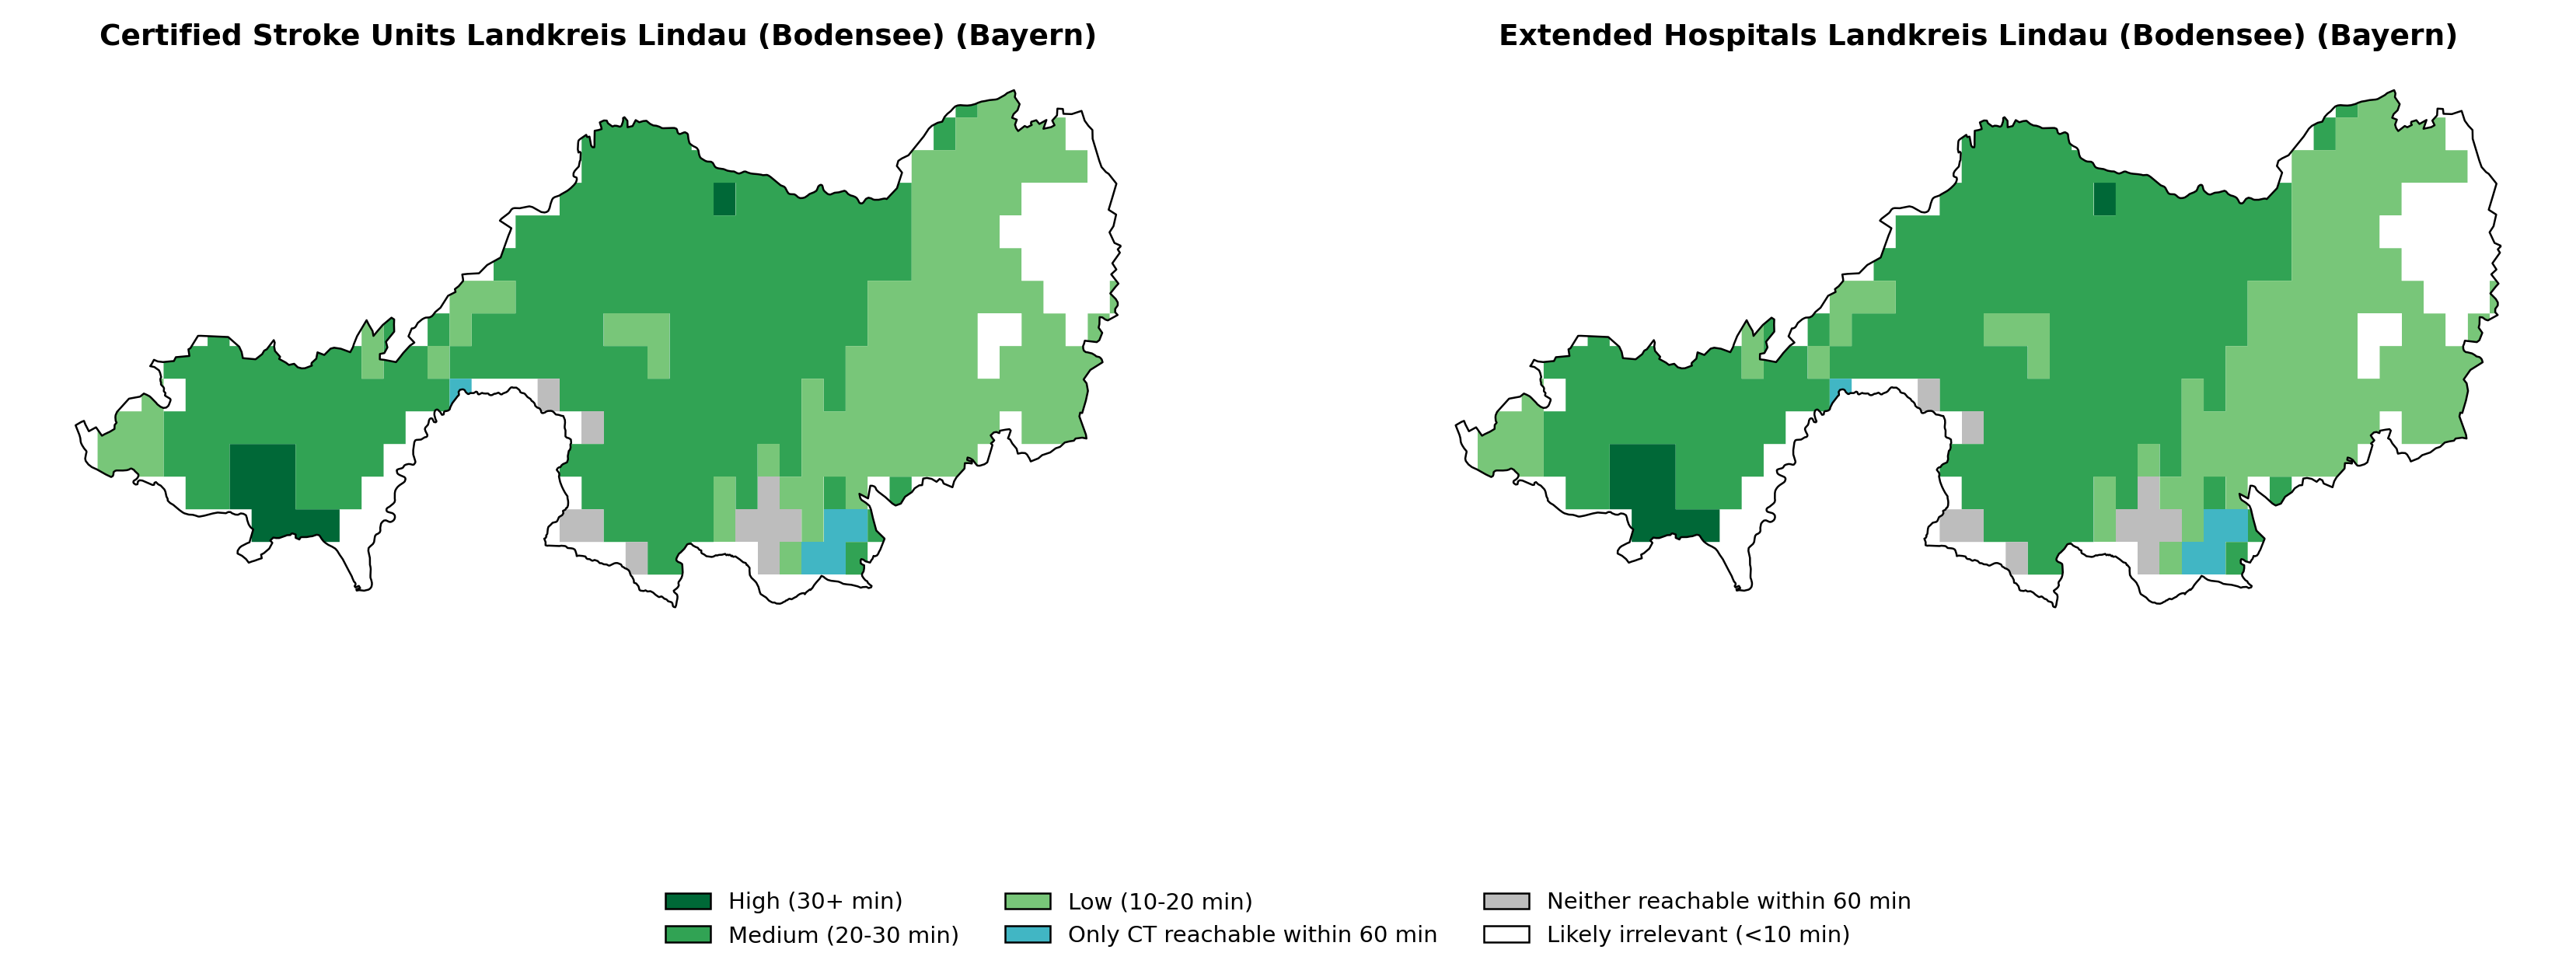 Certified Stroke Units Landkreis Lindau (Bodensee) (Bayern)
Extended Hospitals Landkreis Lindau (Bodensee) (Bayern)
High (30+ min)
Medium (20-30 min)
Low (10-20 min)
Only CT reachable within 60 min
Neither reachable within 60 min
Likely irrelevant (<10 min)